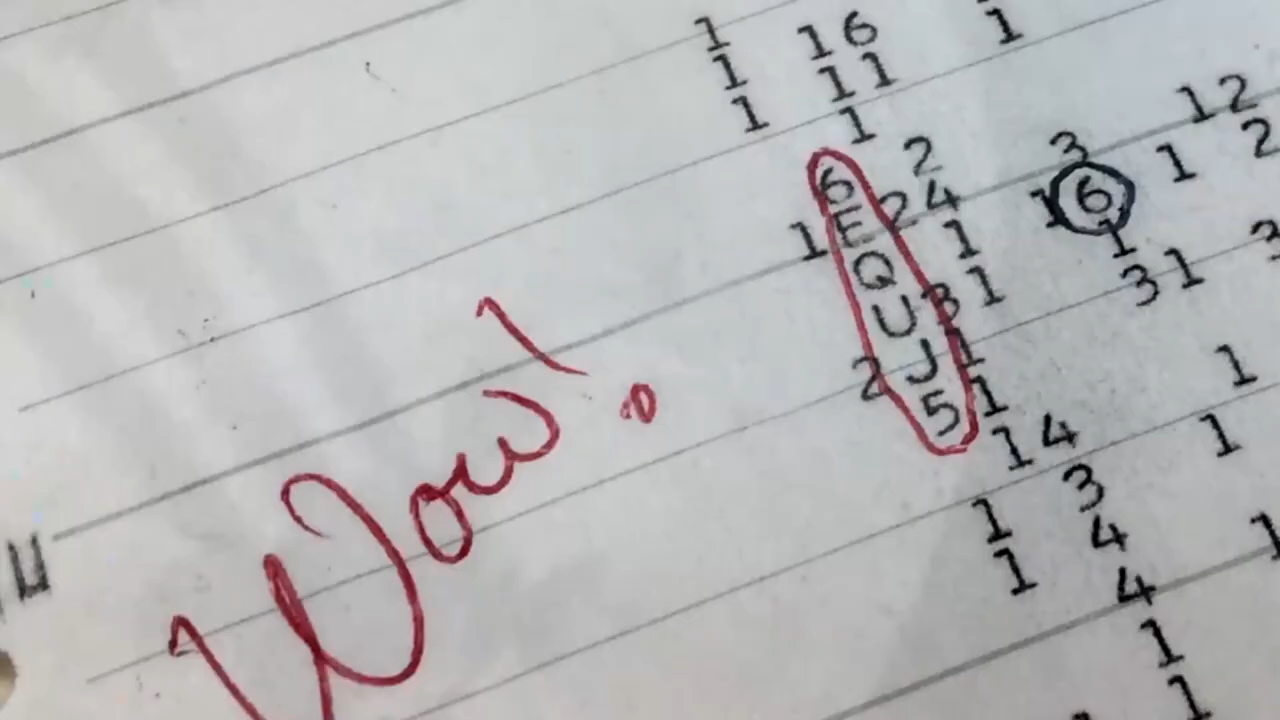 1 16 1
1 11
1 1 12
6 2 3 2
1 E 2 4 1 6 1
Q 1 1
U 3 1 3 1 3
2 J 1
5 1 1
1 4 1
1 3
1 4 1
4
1
1
Wow!